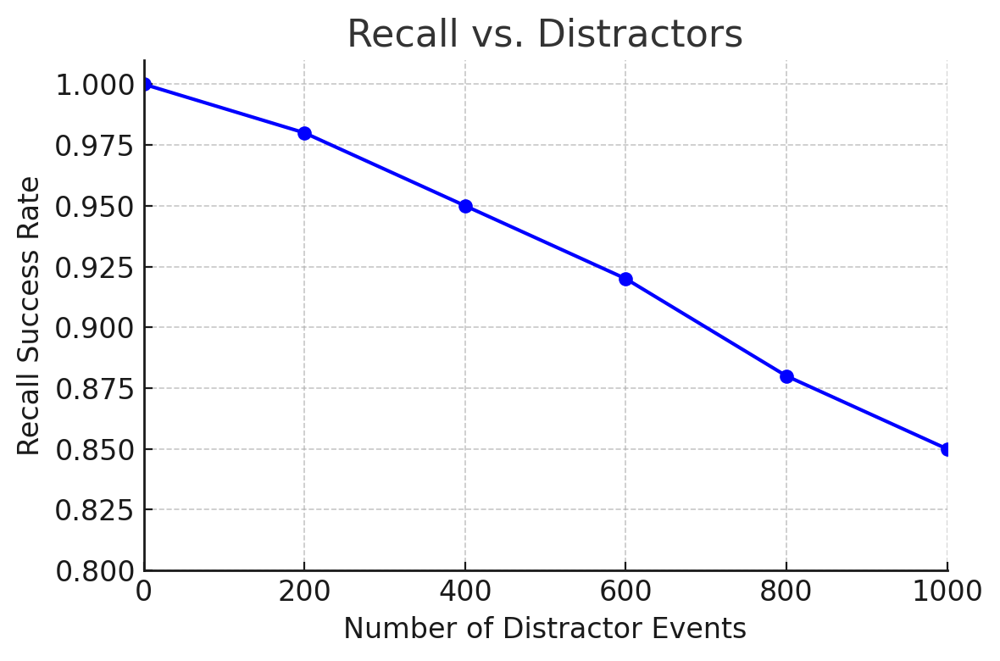 Recall vs. Distractors
Recall Success Rate
1.000
0.975
0.950
0.925
0.900
0.875
0.850
0.825
0.800
0 200 400 600 800 1000
Number of Distractor Events